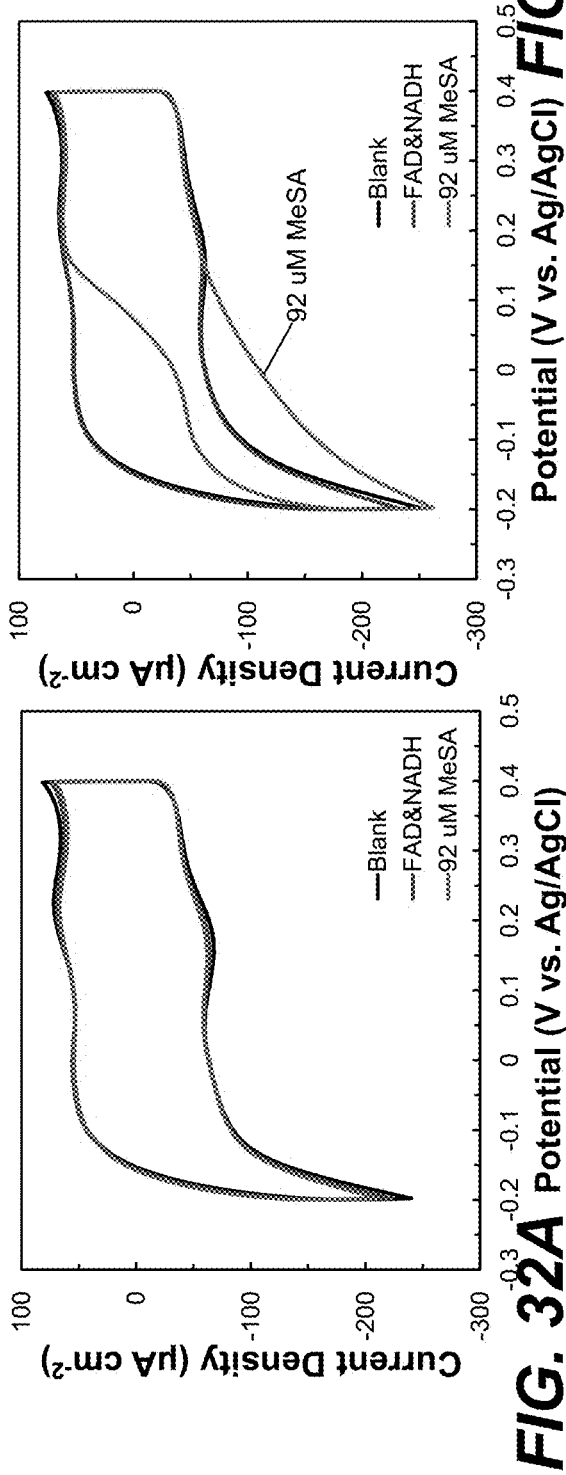 Current Density (µA cm⁻²)
100
0
-100
-200
-300
Blank
FAD&NADH
92 uM MeSA
-0.3
-0.2
-0.1
0
0.1
0.2
0.3
0.4
0.5
Potential (V vs. Ag/AgCl)
FIG. 32A
Current Density (µA cm⁻²)
100
0
-100
-200
-300
92 uM MeSA
Blank
FAD&NADH
92 uM MeSA
-0.3
-0.2
-0.1
0
0.1
0.2
0.3
0.4
0.5
Potential (V vs. Ag/AgCl)